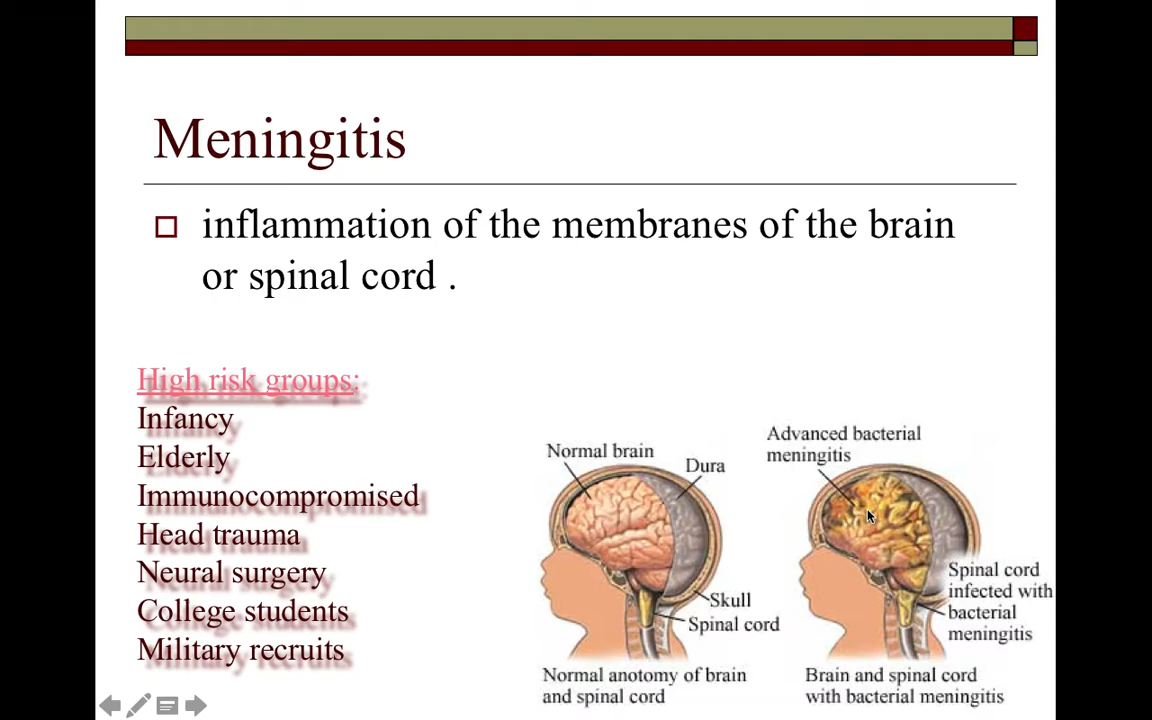 Meningitis
inflammation of the membranes of the brain
or spinal cord .
High risk groups:
Infancy
Elderly
Immunocompromised
Head trauma
Neural surgery
College students
Military recruits
Normal brain
Dura
Skull
Spinal cord
Normal anotomy of brain
and spinal cord
Advanced bacterial
meningitis
Spinal cord
infected with
bacterial
meningitis
Brain and spinal cord
with bacterial meningitis